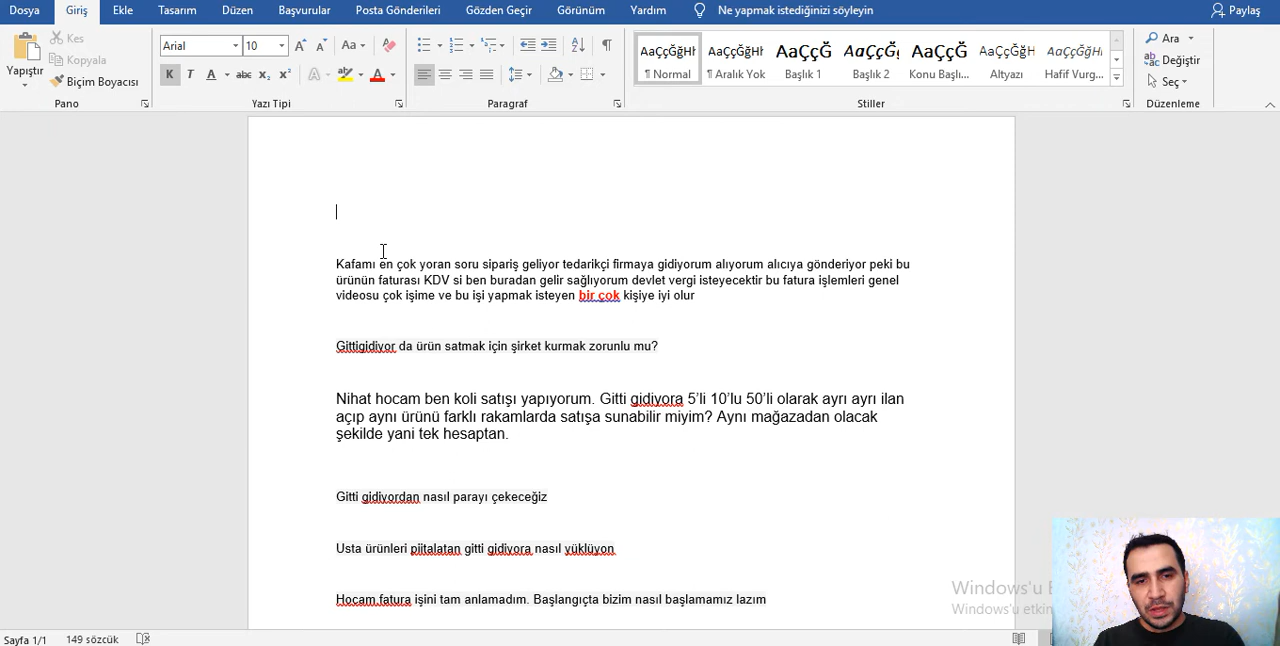 Dosya Giriş Ekle Tasarım Düzen Başvurular Posta Gönderileri Gözden Geçir Görünüm Yardım Ne yapmak istediğinizi söyleyin Paylaş
Yapıştır
Kes
Kopyala
Biçim Boyacısı
Pano
Arial 10
Aa
K T A abc x₂ x²
A ab A
Yazı Tipi
Paragraf
AaÇçĞğHł AaÇçĞğHł AaÇçĞ AaÇçĞş AaÇçĞ AaÇçĞğH AaÇçĞğHı
¶ Normal ¶ Aralık Yok Başlık 1 Başlık 2 Konu Başlı... Altyazı Hafif Vurg...
Stiller
Ara
Değiştir
Seç
Düzenleme
Kafamı en çok yoran soru sipariş geliyor tedarikçi firmaya gidiyorum alıyorum alıcıya gönderiyor peki bu
ürünün faturası KDV si ben buradan gelir sağlıyorum devlet vergi isteyecektir bu fatura işlemleri genel
videosu çok işime ve bu işi yapmak isteyen bir çok kişiye iyi olur
Gittigidiyor da ürün satmak için şirket kurmak zorunlu mu?
Nihat hocam ben koli satışı yapıyorum. Gitti gidiyora 5'li 10'lu 50'li olarak ayrı ayrı ilan
açıp aynı ürünü farklı rakamlarda satışa sunabilir miyim? Aynı mağazadan olacak
şekilde yani tek hesaptan.
Gitti gidiyordan nasıl parayı çekeceğiz
Usta ürünleri piitalatan gitti gidiyora nasıl yüklüyon
Hocam fatura işini tam anlamadım. Başlangıçta bizim nasıl başlamamız lazım
Windows'u
Windows'u etkin
Sayfa 1/1 149 sözcük